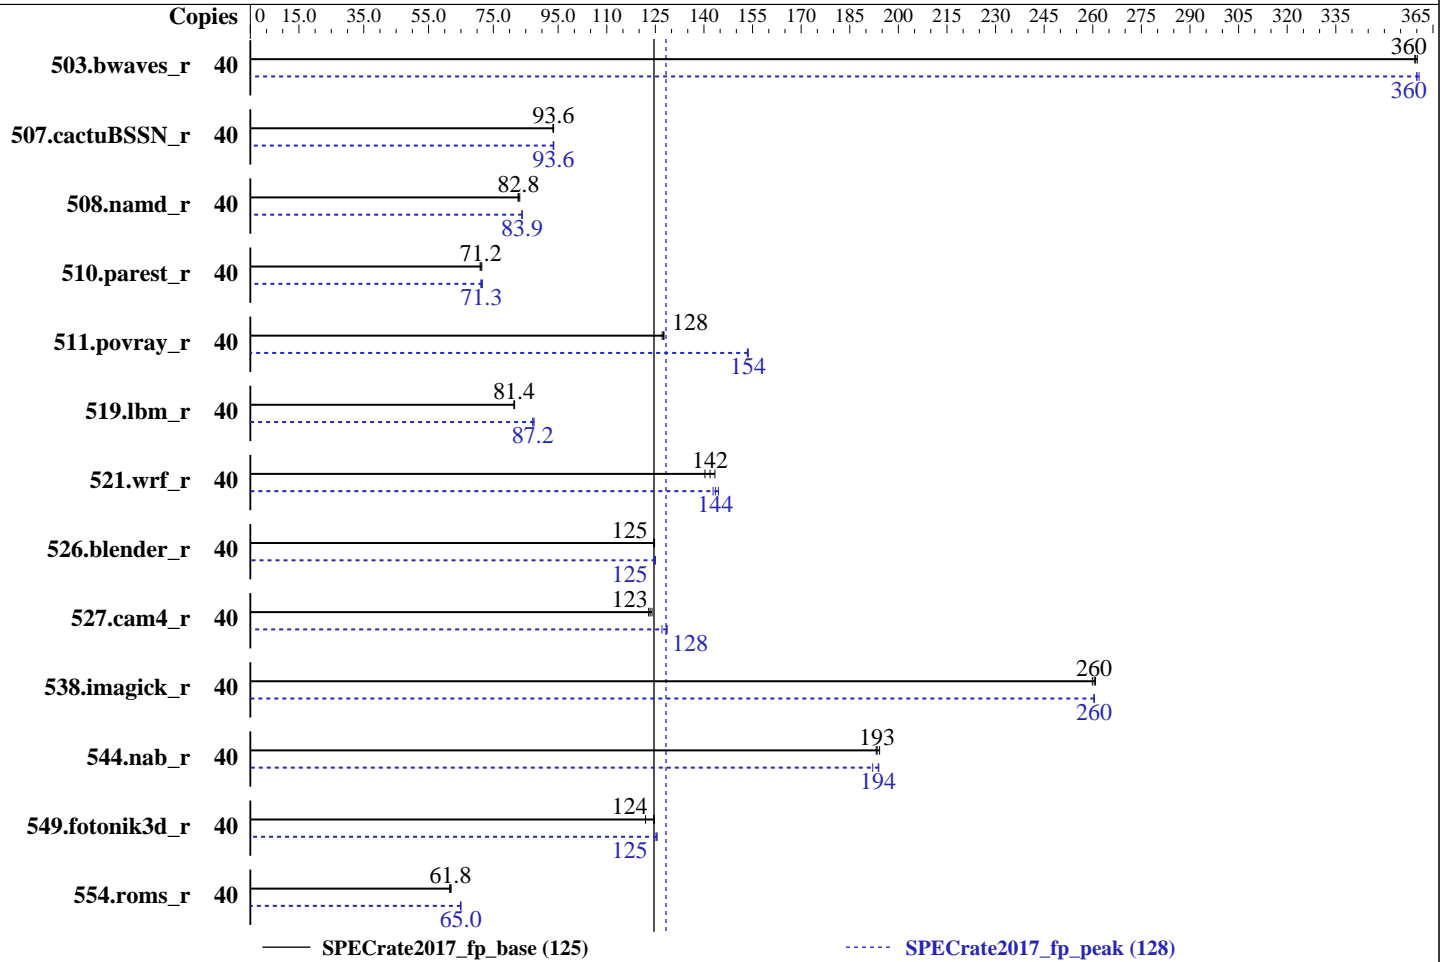 Copies 0 15.0 35.0 55.0 75.0 95.0 110 125 140 155 170 185 200 215 230 245 260 275 290 305 320 335 365
503.bwaves_r 40 360
360
507.cactuBSSN_r 40 93.6
93.6
508.namd_r 40 82.8
83.9
510.parest_r 40 71.2
71.3
511.povray_r 40 128
154
519.lbm_r 40 81.4
87.2
521.wrf_r 40 142
144
526.blender_r 40 125
125
527.cam4_r 40 123
128
538.imagick_r 40 260
260
544.nab_r 40 193
194
549.fotonik3d_r 40 124
125
554.roms_r 40 61.8
65.0
SPECrate2017_fp_base (125) SPECrate2017_fp_peak (128)